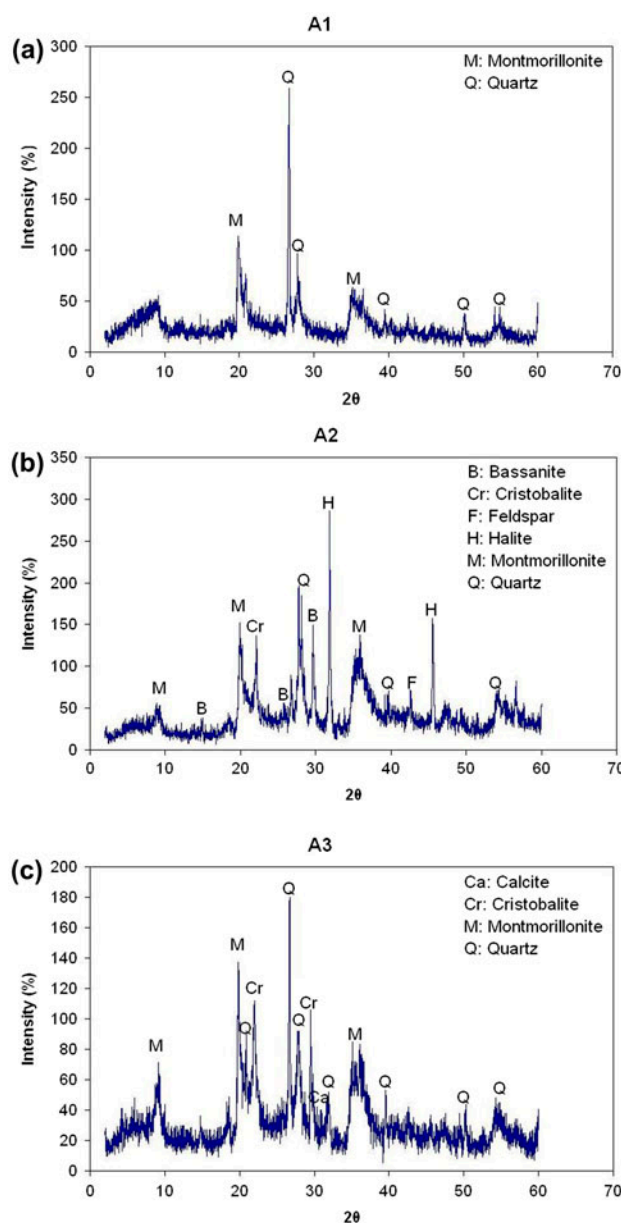 A1
(a)
300
250
200
150
100
50
0
Intensity (%)
M: Montmorillonite
Q: Quartz
Q
M
Q
M
Q
Q
Q
0 10 20 30 40 50 60 70
2θ
A2
(b)
350
300
250
200
150
100
50
0
Intensity (%)
B: Bassanite
Cr: Cristobalite
F: Feldspar
H: Halite
M: Montmorillonite
Q: Quartz
H
Q
M
Cr
B
M
H
M
B
B
Q
F
Q
0 10 20 30 40 50 60 70
2θ
A3
(c)
200
180
160
140
120
100
80
60
40
20
0
Intensity (%)
Ca: Calcite
Cr: Cristobalite
M: Montmorillonite
Q: Quartz
Q
M
Cr
Cr
Q
Q
M
M
Q
Ca
Q
Q
Q
0 10 20 30 40 50 60 70
2θ